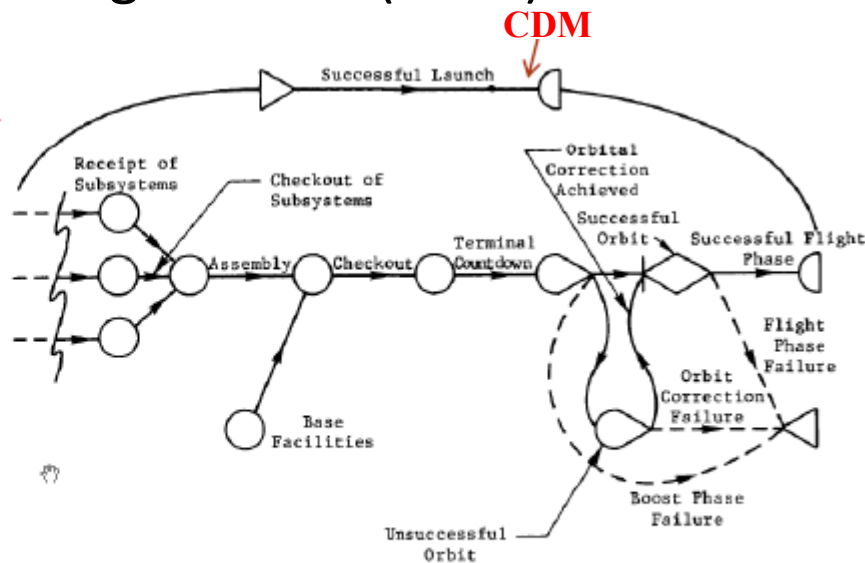 CDM
Successful Launch
Receipt of
Subsystems
Checkout of
Subsystems
Orbital
Correction
Achieved
Successful
Orbit
Successful Flight
Phase
Assembly
Checkout
Terminal
Countdown
Flight
Phase
Failure
Orbit
Correction
Failure
Base
Facilities
Boost Phase
Failure
Unsuccessful
Orbit